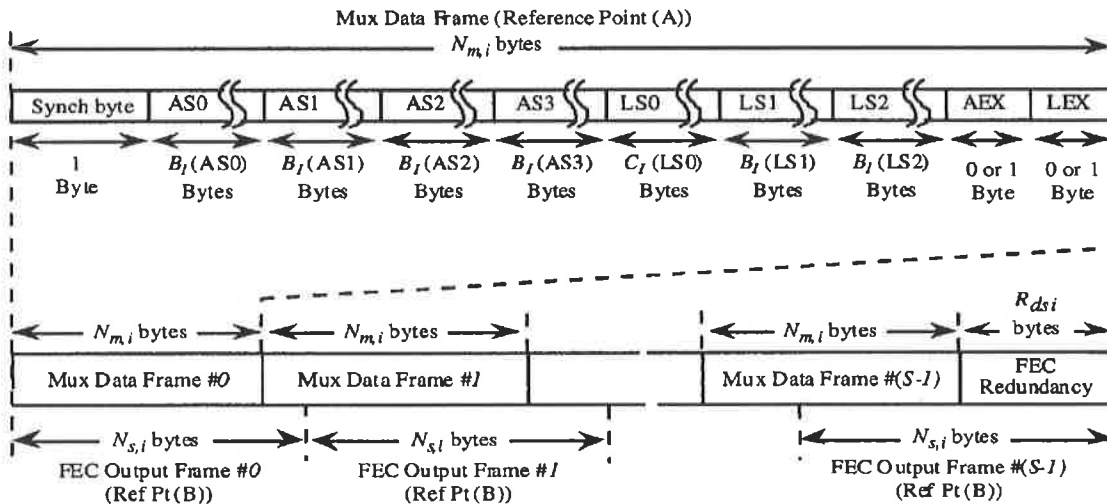 Mux Data Frame (Reference Point (A))
N_{m,i} bytes
Synch byte AS0 AS1 AS2 AS3 LS0 LS1 LS2 AEX LEX
1 B_I(AS0) B_I(AS1) B_I(AS2) B_I(AS3) C_I(LS0) B_I(LS1) B_I(LS2) 0 or 1 0 or 1
Byte Bytes Bytes Bytes Bytes Bytes Bytes Bytes Byte Byte
R_{dsi}
N_{m,i} bytes N_{m,i} bytes N_{m,i} bytes bytes
Mux Data Frame #0 Mux Data Frame #1 Mux Data Frame #(S-1) FEC
Redundancy
N_{s,i} bytes N_{s,i} bytes N_{s,i} bytes
FEC Output Frame #0 FEC Output Frame #1 FEC Output Frame #(S-1)
(Ref Pt (B)) (Ref Pt (B)) (Ref Pt (B))